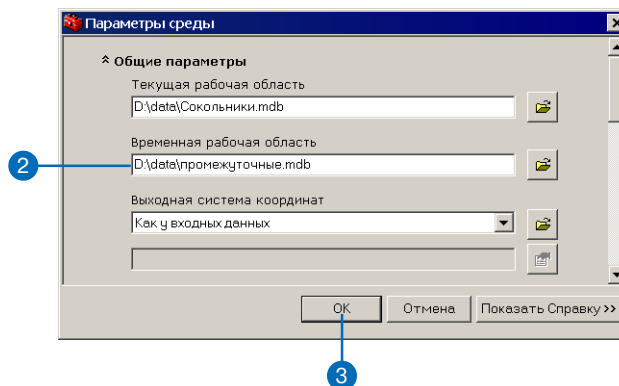 Параметры среды
Общие параметры
Текущая рабочая область
D:\data\Сокольники.mdb
Временная рабочая область
2
D:\data\промежуточные.mdb
Выходная система координат
Как у входных данных
OK
Отмена
Показать Справку >>
3